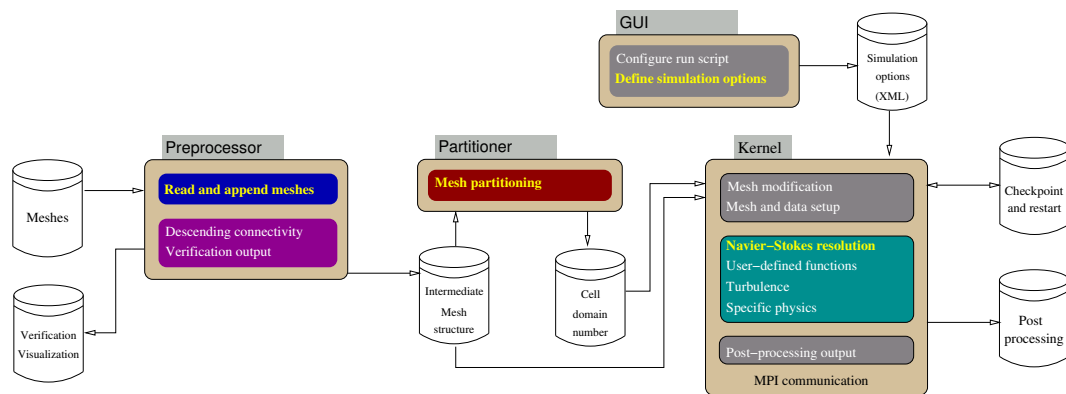 GUI
Configure run script
Define simulation options
Simulation
options
(XML)
Preprocessor
Read and append meshes
Descending connectivity
Verification output
Meshes
Verification
Visualization
Partitioner
Mesh partitioning
Intermediate
Mesh
structure
Cell
domain
number
Kernel
Mesh modification
Mesh and data setup
Navier−Stokes resolution
User−defined functions
Turbulence
Specific physics
Post−processing output
MPI communication
Checkpoint
and restart
Post
processing